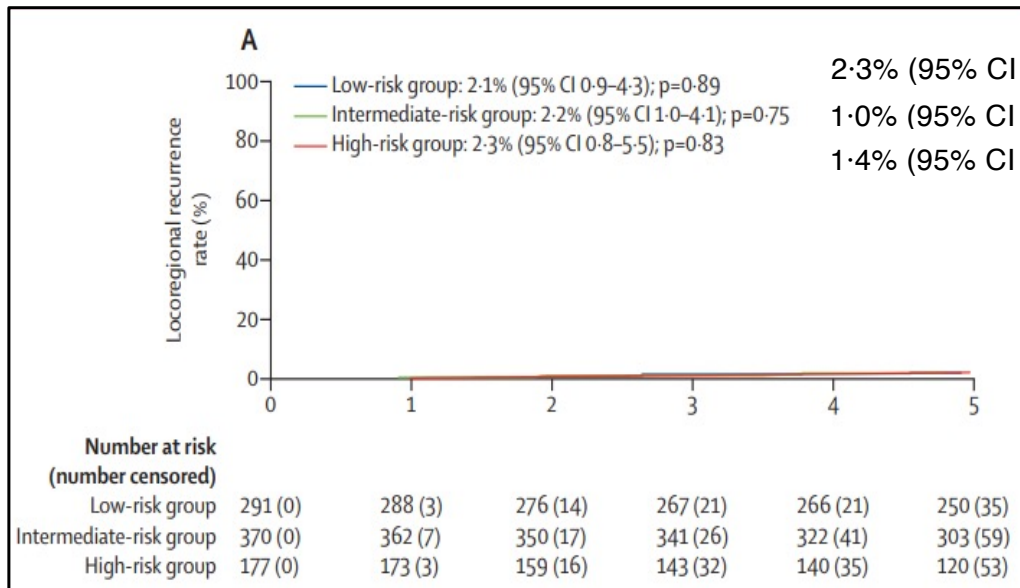 A
Low-risk group: 2·1% (95% CI 0·9–4·3); p=0·89
Intermediate-risk group: 2·2% (95% CI 1·0–4·1); p=0·75
High-risk group: 2·3% (95% CI 0·8–5·5); p=0·83
2·3% (95% CI
1·0% (95% CI
1·4% (95% CI
Locoregional recurrence
rate (%)
100
80
60
40
20
0
0 1 2 3 4 5
Number at risk
(number censored)
Low-risk group 291 (0) 288 (3) 276 (14) 267 (21) 266 (21) 250 (35)
Intermediate-risk group 370 (0) 362 (7) 350 (17) 341 (26) 322 (41) 303 (59)
High-risk group 177 (0) 173 (3) 159 (16) 143 (32) 140 (35) 120 (53)